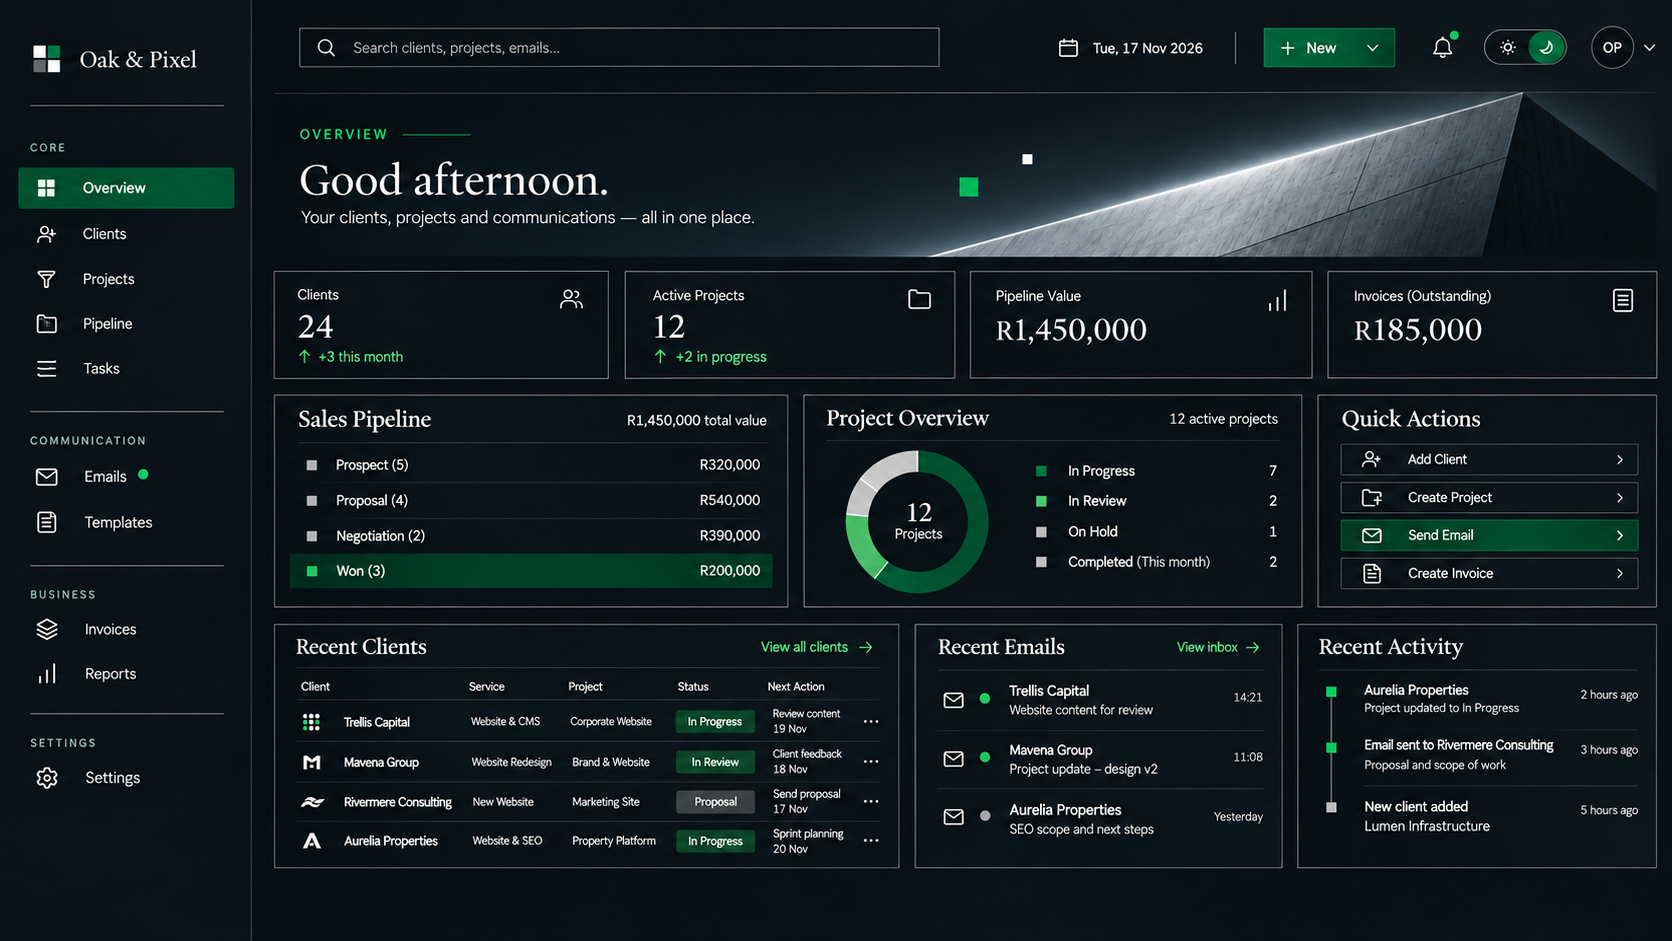 Oak & Pixel
CORE
Overview
Clients
Projects
Pipeline
Tasks
COMMUNICATION
Emails
Templates
BUSINESS
Invoices
Reports
SETTINGS
Settings
Search clients, projects, emails...
Tue, 17 Nov 2026
New
OP
OVERVIEW
Good afternoon.
Your clients, projects and communications — all in one place.
Clients
24
+3 this month
Active Projects
12
+2 in progress
Pipeline Value
R1,450,000
Invoices (Outstanding)
R185,000
Sales Pipeline
R1,450,000 total value
Prospect (5) R320,000
Proposal (4) R540,000
Negotiation (2) R390,000
Won (3) R200,000
Project Overview
12 active projects
12
Projects
In Progress 7
In Review 2
On Hold 1
Completed (This month) 2
Quick Actions
Add Client
Create Project
Send Email
Create Invoice
Recent Clients
View all clients
Client Service Project Status Next Action
Trellis Capital Website & CMS Corporate Website In Progress Review content
19 Nov
Mavena Group Website Redesign Brand & Website In Review Client feedback
18 Nov
Rivermere Consulting New Website Marketing Site Proposal Send proposal
17 Nov
Aurelia Properties Website & SEO Property Platform In Progress Sprint planning
20 Nov
Recent Emails
View inbox
Trellis Capital 14:21
Website content for review
Mavena Group 11:08
Project update – design v2
Aurelia Properties Yesterday
SEO scope and next steps
Recent Activity
Aurelia Properties 2 hours ago
Project updated to In Progress
Email sent to Rivermere Consulting 3 hours ago
Proposal and scope of work
New client added 5 hours ago
Lumen Infrastructure